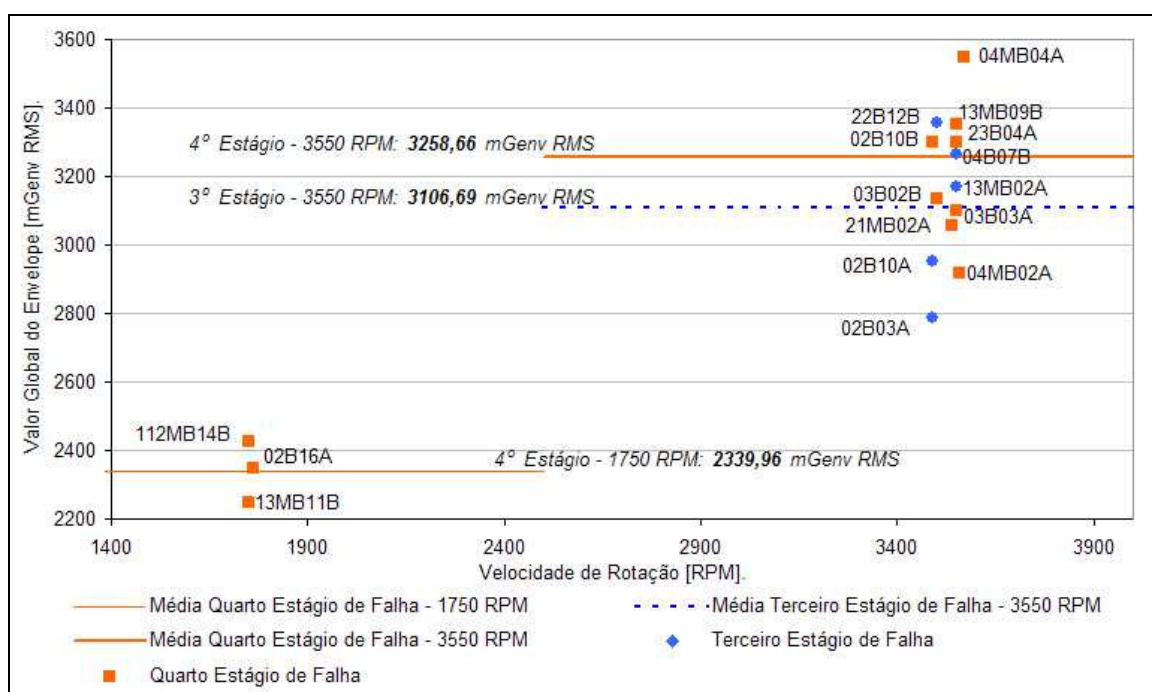 Valor Global do Envelope [mGenv RMS].
3600
3400
3200
3000
2800
2600
2400
2200
04MB04A
22B12B
13MB09B
4° Estágio - 3550 RPM: 3258,66 mGenv RMS
02B10B
23B04A
04B07B
3° Estágio - 3550 RPM: 3106,69 mGenv RMS
03B02B
13MB02A
21MB02A
03B03A
02B10A
04MB02A
02B03A
112MB14B
02B16A
4° Estágio - 1750 RPM: 2339,96 mGenv RMS
13MB11B
1400 1900 2400 2900 3400 3900
Velocidade de Rotação [RPM].
Média Quarto Estágio de Falha - 1750 RPM
Média Terceiro Estágio de Falha - 3550 RPM
Média Quarto Estágio de Falha - 3550 RPM
Terceiro Estágio de Falha
Quarto Estágio de Falha